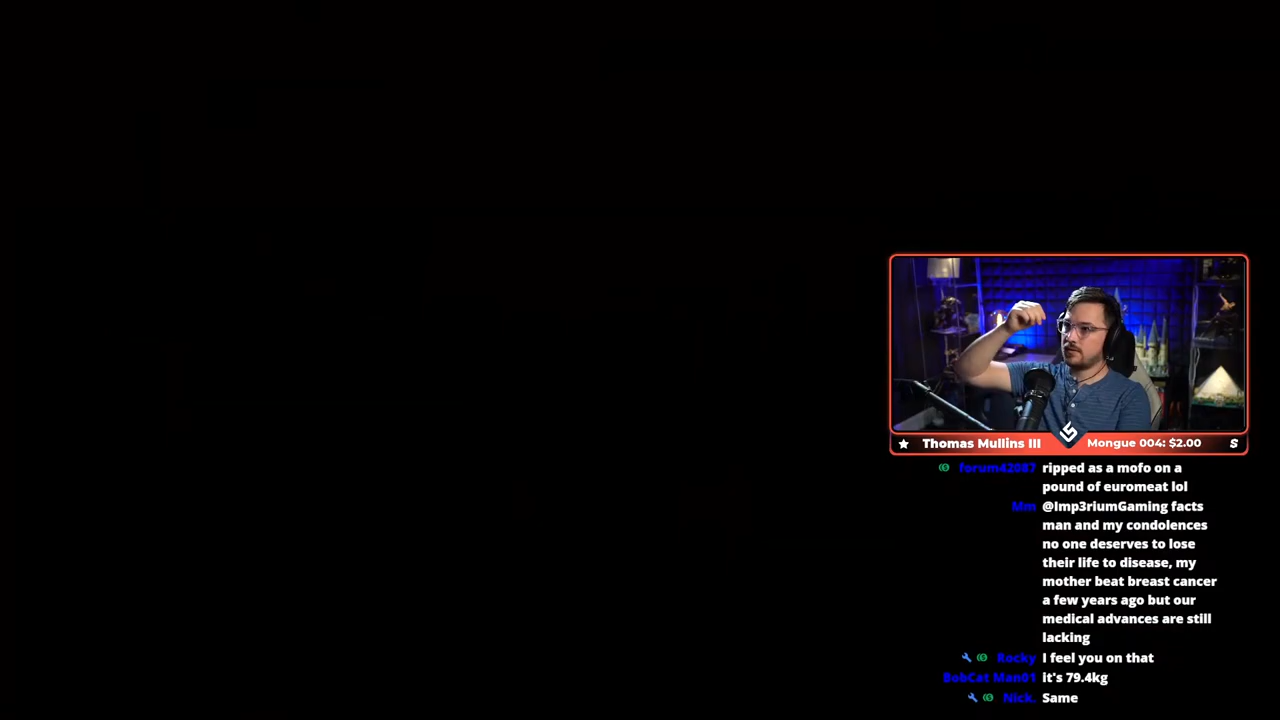 Thomas Mullins III
Mongue 004: $2.00
forum42087 ripped as a mofo on a
pound of euromeat lol
Mm @Imp3riumGaming facts
man and my condolences
no one deserves to lose
their life to disease, my
mother beat breast cancer
a few years ago but our
medical advances are still
lacking
Rocky I feel you on that
BobCat Man01 it's 79.4kg
Nick. Same